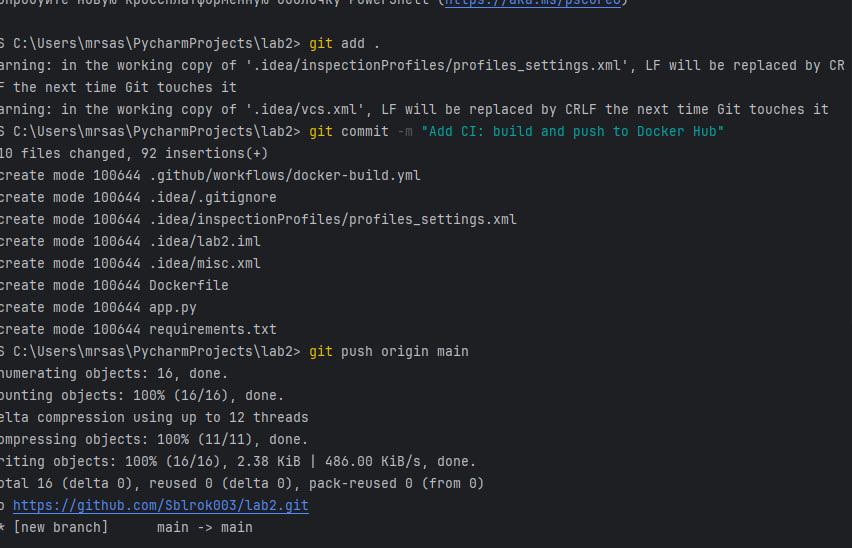 опробуйте новую кроссплатформенную оболочку PowerShell (https://aka.ms/pscore6)
S C:\Users\mrsas\PycharmProjects\lab2> git add .
arning: in the working copy of '.idea/inspectionProfiles/profiles_settings.xml', LF will be replaced by CR
F the next time Git touches it
arning: in the working copy of '.idea/vcs.xml', LF will be replaced by CRLF the next time Git touches it
S C:\Users\mrsas\PycharmProjects\lab2> git commit -m "Add CI: build and push to Docker Hub"
10 files changed, 92 insertions(+)
create mode 100644 .github/workflows/docker-build.yml
create mode 100644 .idea/.gitignore
create mode 100644 .idea/inspectionProfiles/profiles_settings.xml
create mode 100644 .idea/lab2.iml
create mode 100644 .idea/misc.xml
create mode 100644 Dockerfile
create mode 100644 app.py
create mode 100644 requirements.txt
S C:\Users\mrsas\PycharmProjects\lab2> git push origin main
numerating objects: 16, done.
ounting objects: 100% (16/16), done.
elta compression using up to 12 threads
ompressing objects: 100% (11/11), done.
riting objects: 100% (16/16), 2.38 KiB | 486.00 KiB/s, done.
otal 16 (delta 0), reused 0 (delta 0), pack-reused 0 (from 0)
o https://github.com/Sblrok003/lab2.git
* [new branch] main -> main